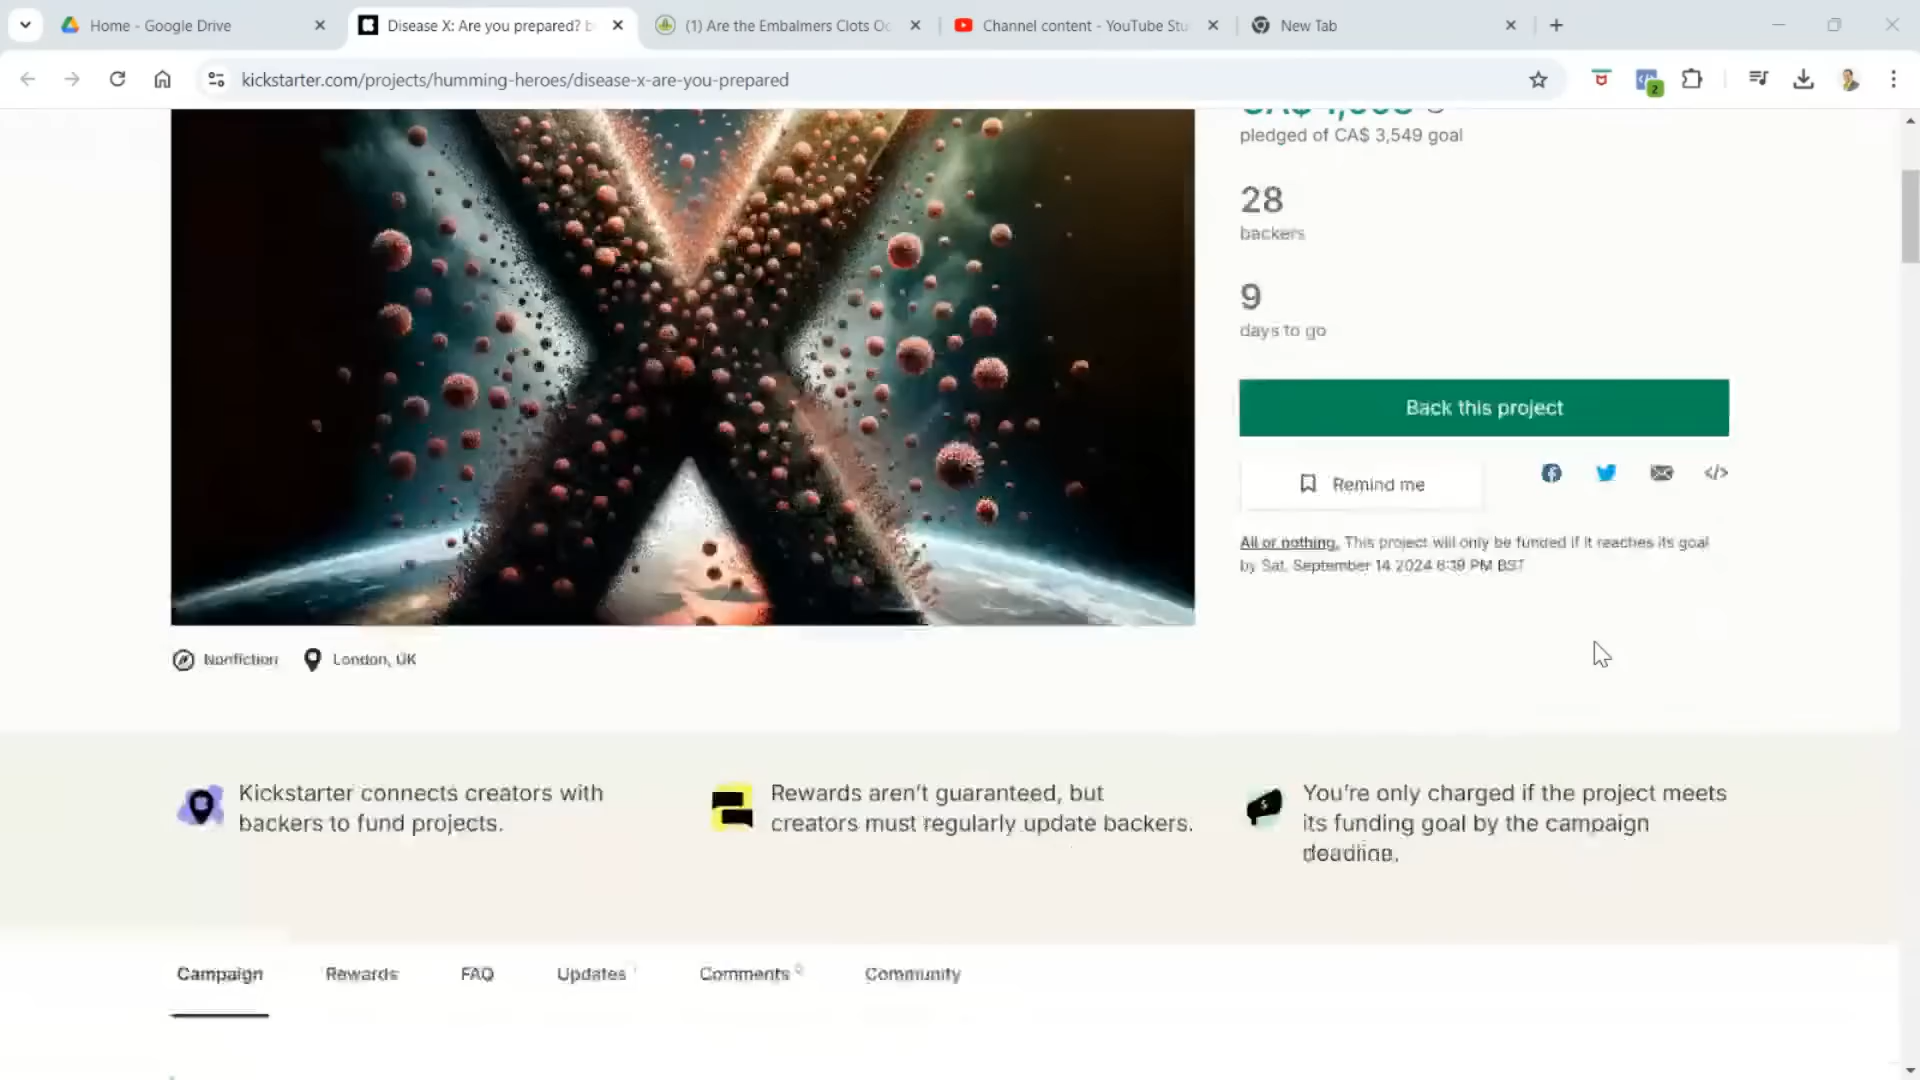 Home - Google Drive
Disease X: Are you prepared? b
(1) Are the Embalmers Clots Oc
Channel content - YouTube Stu
New Tab
kickstarter.com/projects/humming-heroes/disease-x-are-you-prepared
2
pledged of CA$ 3,549 goal
28
backers
9
days to go
Back this project
Remind me
All or nothing. This project will only be funded if it reaches its goal
by Sat, September 14 2024 6:19 PM BST
Nonfiction
London, UK
Kickstarter connects creators with
backers to fund projects.
Rewards aren't guaranteed, but
creators must regularly update backers.
You're only charged if the project meets
its funding goal by the campaign
deadline.
Campaign
Rewards
FAQ
Updates
Comments
Community